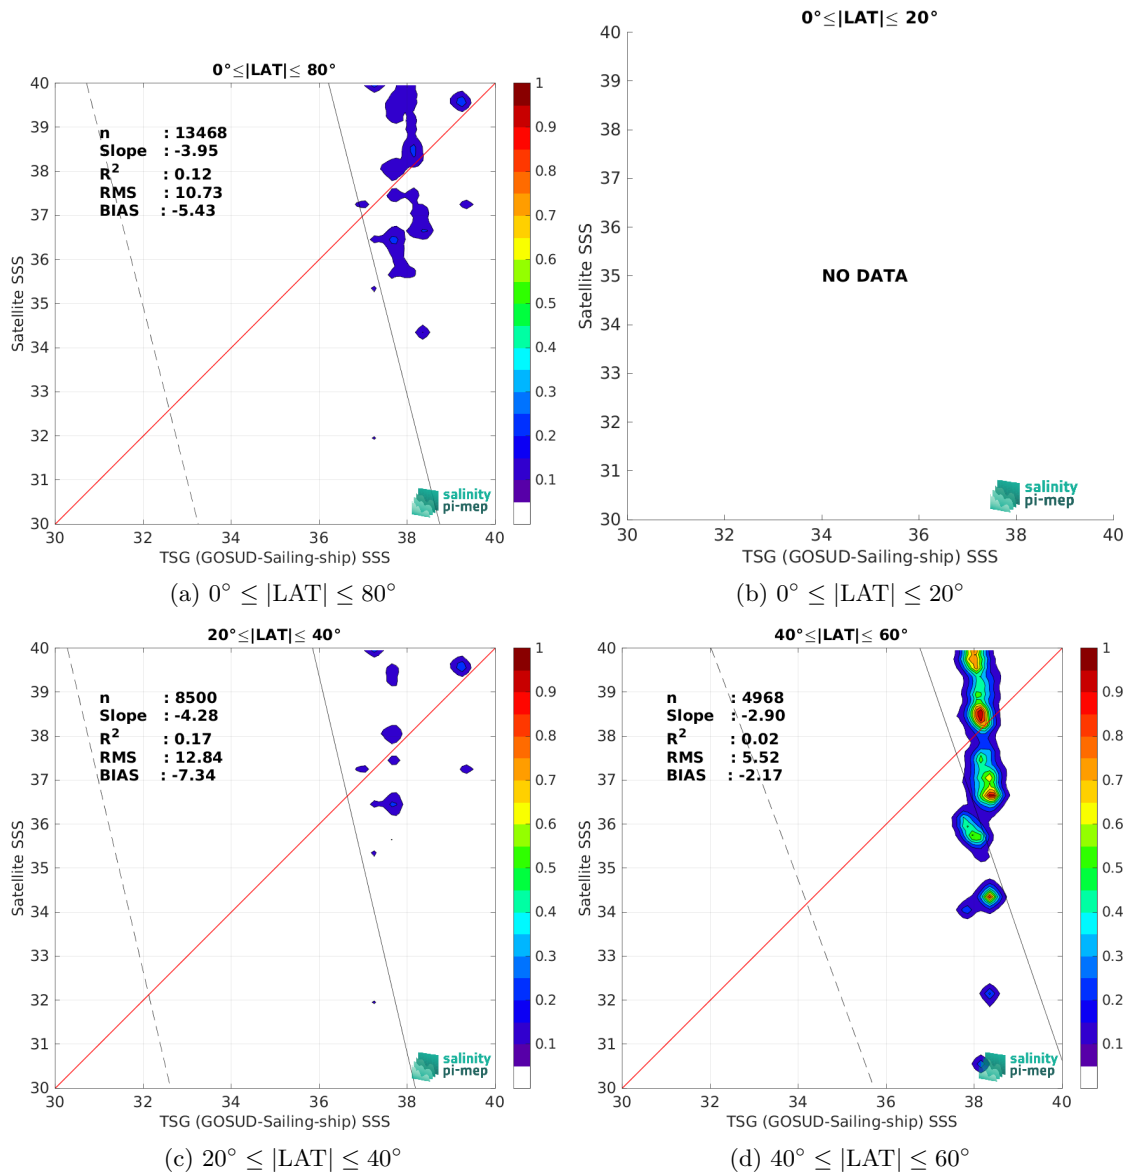 0°≤|LAT|≤ 80°
40
39
38
37
36
35
34
33
32
31
30
Satellite SSS
n : 13468
Slope : -3.95
R² : 0.12
RMS : 10.73
BIAS : -5.43
salinity
pi-mep
30 32 34 36 38 40
TSG (GOSUD-Sailing-ship) SSS
1
0.9
0.8
0.7
0.6
0.5
0.4
0.3
0.2
0.1
(a) 0° ≤ |LAT| ≤ 80°
0°≤|LAT|≤ 20°
40
39
38
37
36
35
34
33
32
31
30
Satellite SSS
NO DATA
salinity
pi-mep
30 32 34 36 38 40
TSG (GOSUD-Sailing-ship) SSS
(b) 0° ≤ |LAT| ≤ 20°
20°≤|LAT|≤ 40°
40
39
38
37
36
35
34
33
32
31
30
Satellite SSS
n : 8500
Slope : -4.28
R² : 0.17
RMS : 12.84
BIAS : -7.34
salinity
pi-mep
30 32 34 36 38 40
TSG (GOSUD-Sailing-ship) SSS
1
0.9
0.8
0.7
0.6
0.5
0.4
0.3
0.2
0.1
(c) 20° ≤ |LAT| ≤ 40°
40°≤|LAT|≤ 60°
40
39
38
37
36
35
34
33
32
31
30
Satellite SSS
n : 4968
Slope : -2.90
R² : 0.02
RMS : 5.52
BIAS : -2.17
salinity
pi-mep
30 32 34 36 38 40
TSG (GOSUD-Sailing-ship) SSS
1
0.9
0.8
0.7
0.6
0.5
0.4
0.3
0.2
0.1
(d) 40° ≤ |LAT| ≤ 60°